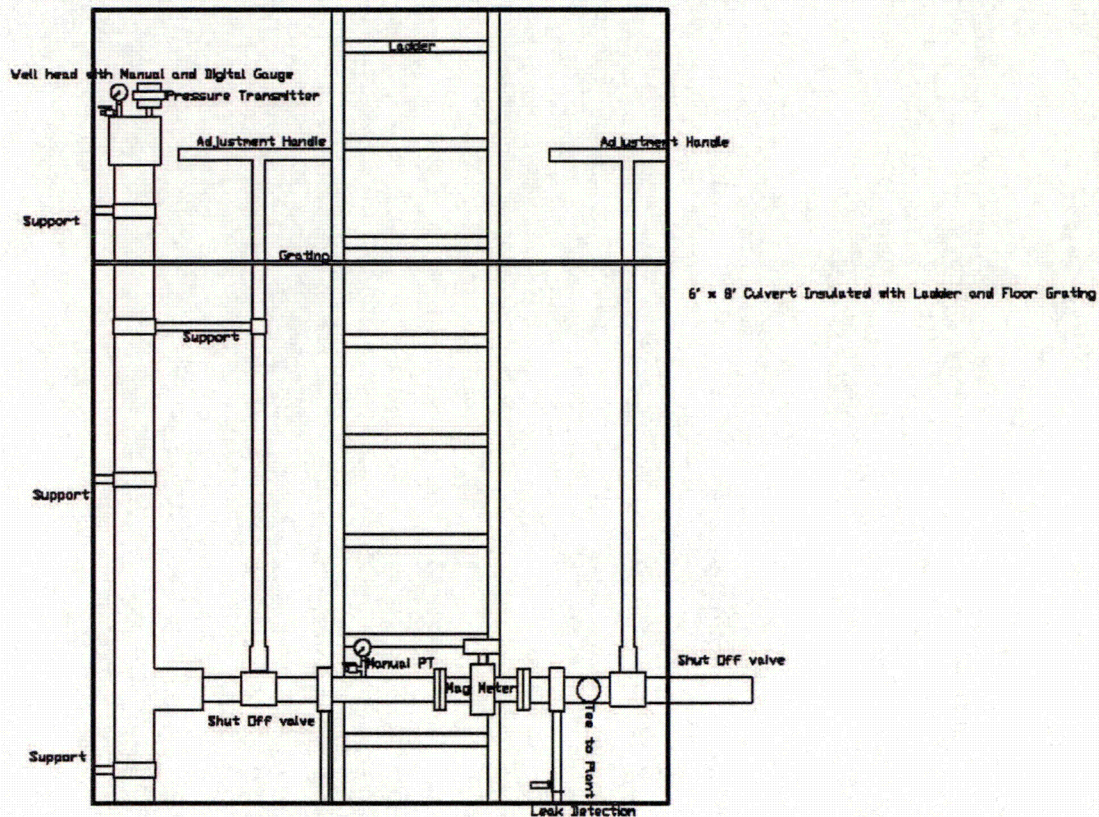 Ladder
Well head with Manual and Digital Gauge
Pressure Transmitter
Adjustment Handle
Adjustment Handle
Support
Grating
6' x 8' Culvert Insulated with Ladder and Floor Grating
Support
Support
Manual PT
Shut Off valve
Mag Meter
Shut Off valve
Tee to Plant
Support
Leak Detection